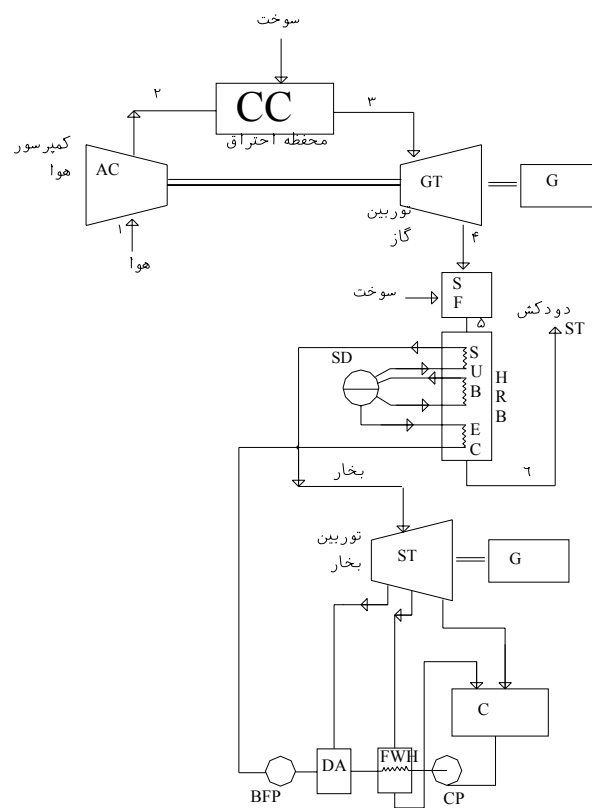 سوخت
۲
CC
۳
محفظه احتراق
کمپرسور
هوا
AC
GT
G
توربین
گاز
۱
۴
هوا
S
F
سوخت
۵
دودکش
ST
SD
S
U
B
E
C
H
R
B
۶
بخار
توربین
بخار
ST
G
C
FWH
DA
BFP
CP